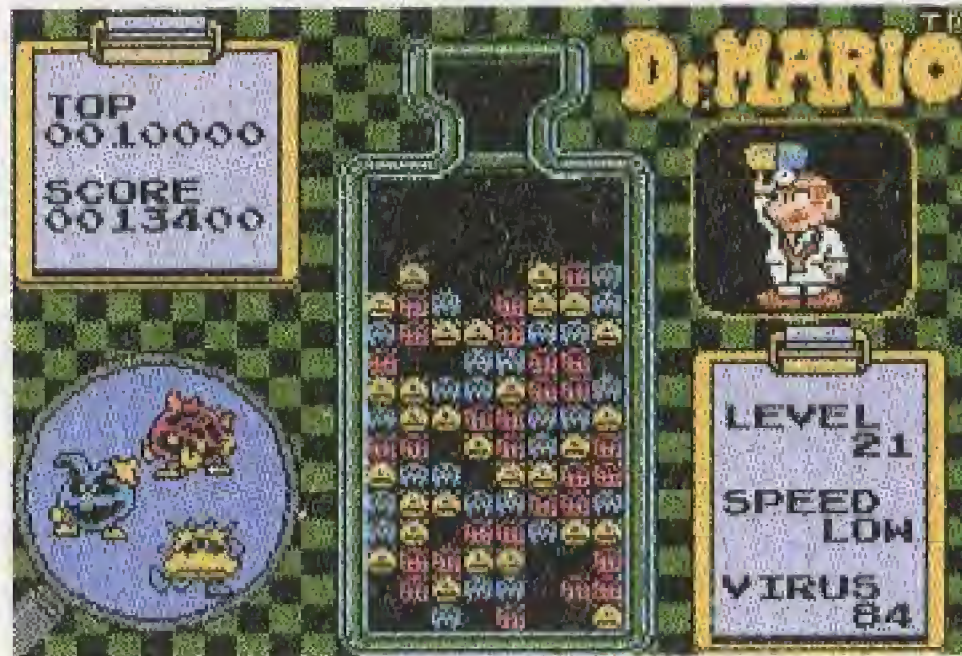 TOP
0010000
SCORE
0013400
Dr. MARIO TM
LEVEL
21
SPEED
LOW
VIRUS
84